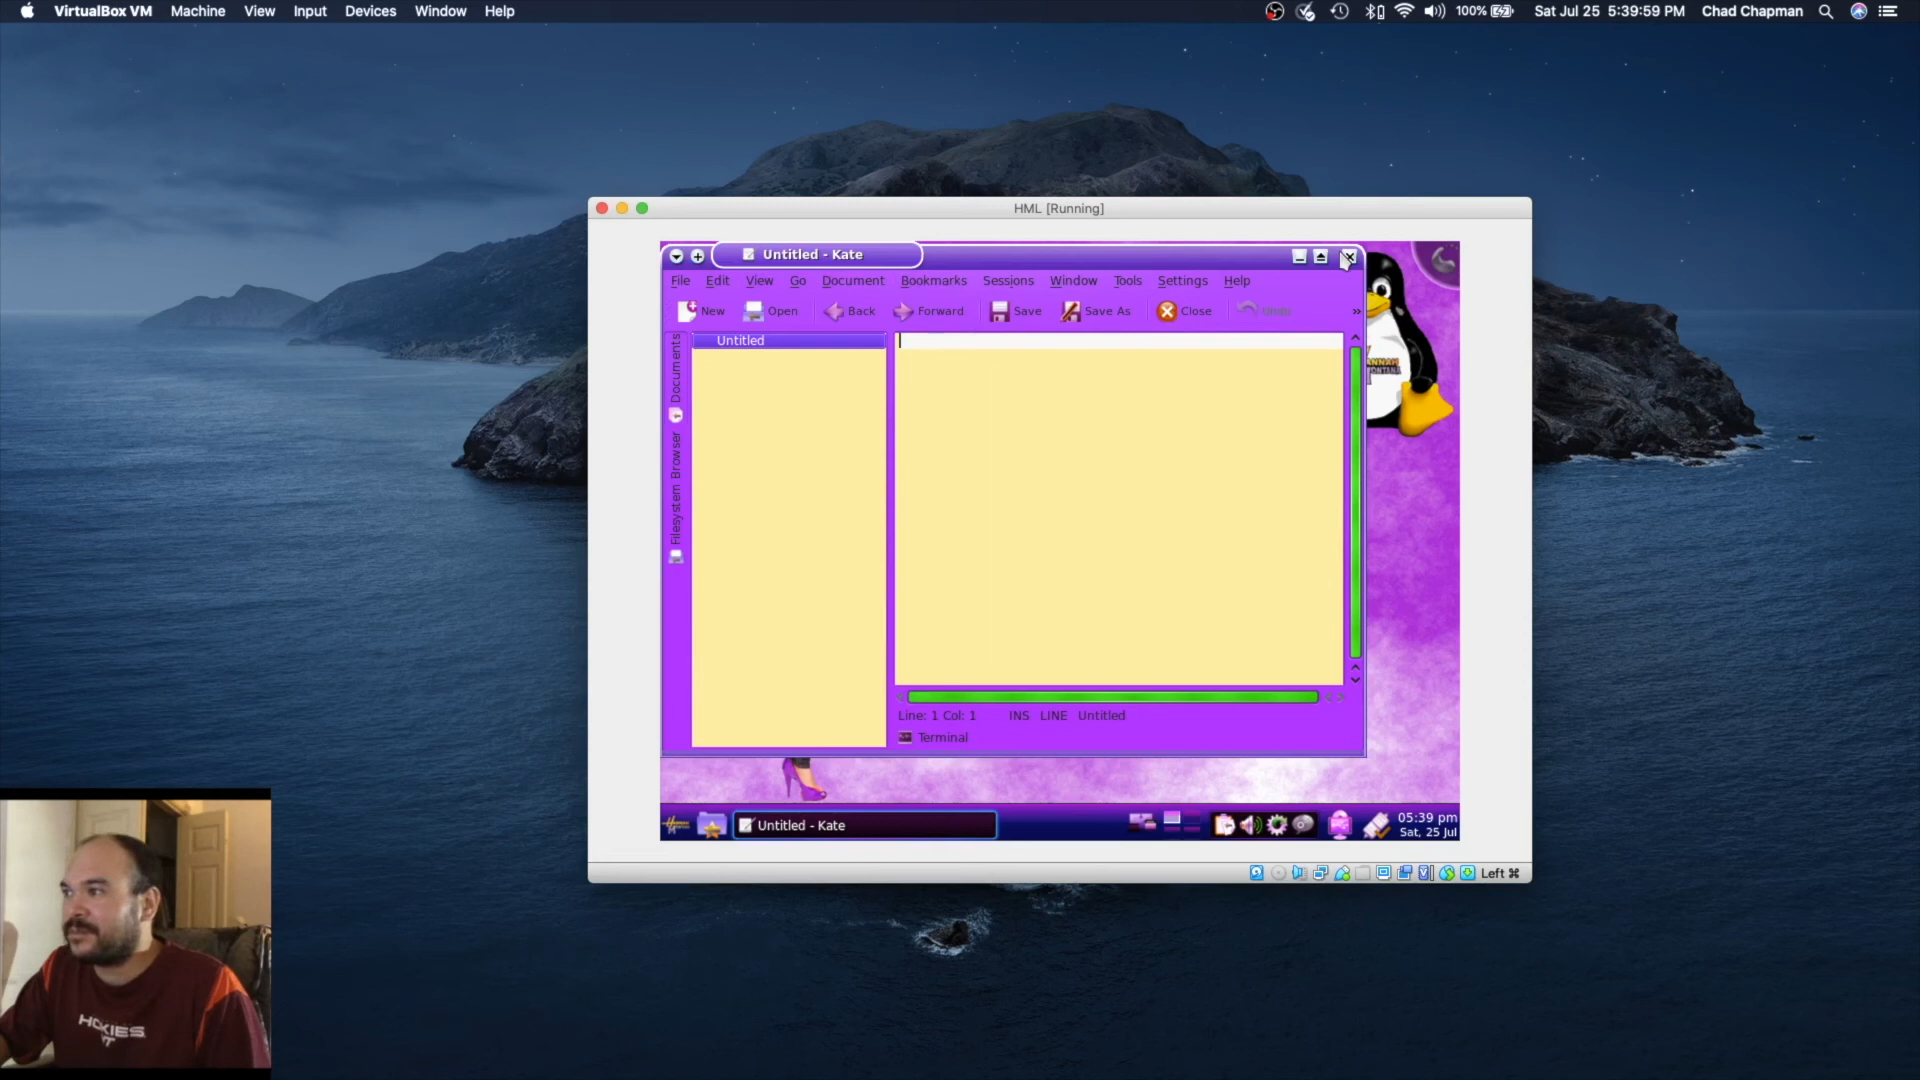 VirtualBox VM Machine View Input Devices Window Help 100% Sat Jul 25 5:39:59 PM Chad Chapman
HML [Running]
Untitled - Kate
File Edit View Go Document Bookmarks Sessions Window Tools Settings Help
New Open Back Forward Save Save As Close Undo »
Documents
Filesystem Browser
Untitled
HANNAH
MONTANA
Line: 1 Col: 1 INS LINE Untitled
Terminal
Untitled - Kate
05:39 pm
Sat, 25 Jul
Left ⌘
HOKIES
VT